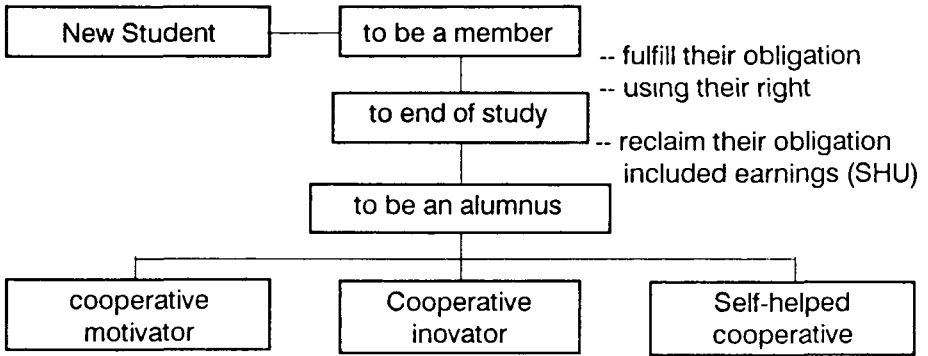 New Student
to be a member
-- fulfill their obligation
-- using their right
to end of study
-- reclaim their obligation
included earnings (SHU)
to be an alumnus
cooperative
motivator
Cooperative
inovator
Self-helped
cooperative